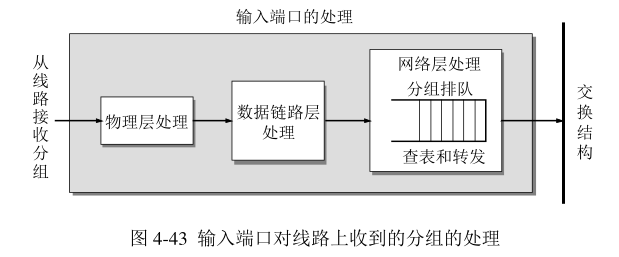 输入端口的处理
从线路接收分组
物理层处理
数据链路层
处理
网络层处理
分组排队
查表和转发
交换结构
图 4-43 输入端口对线路上收到的分组的处理